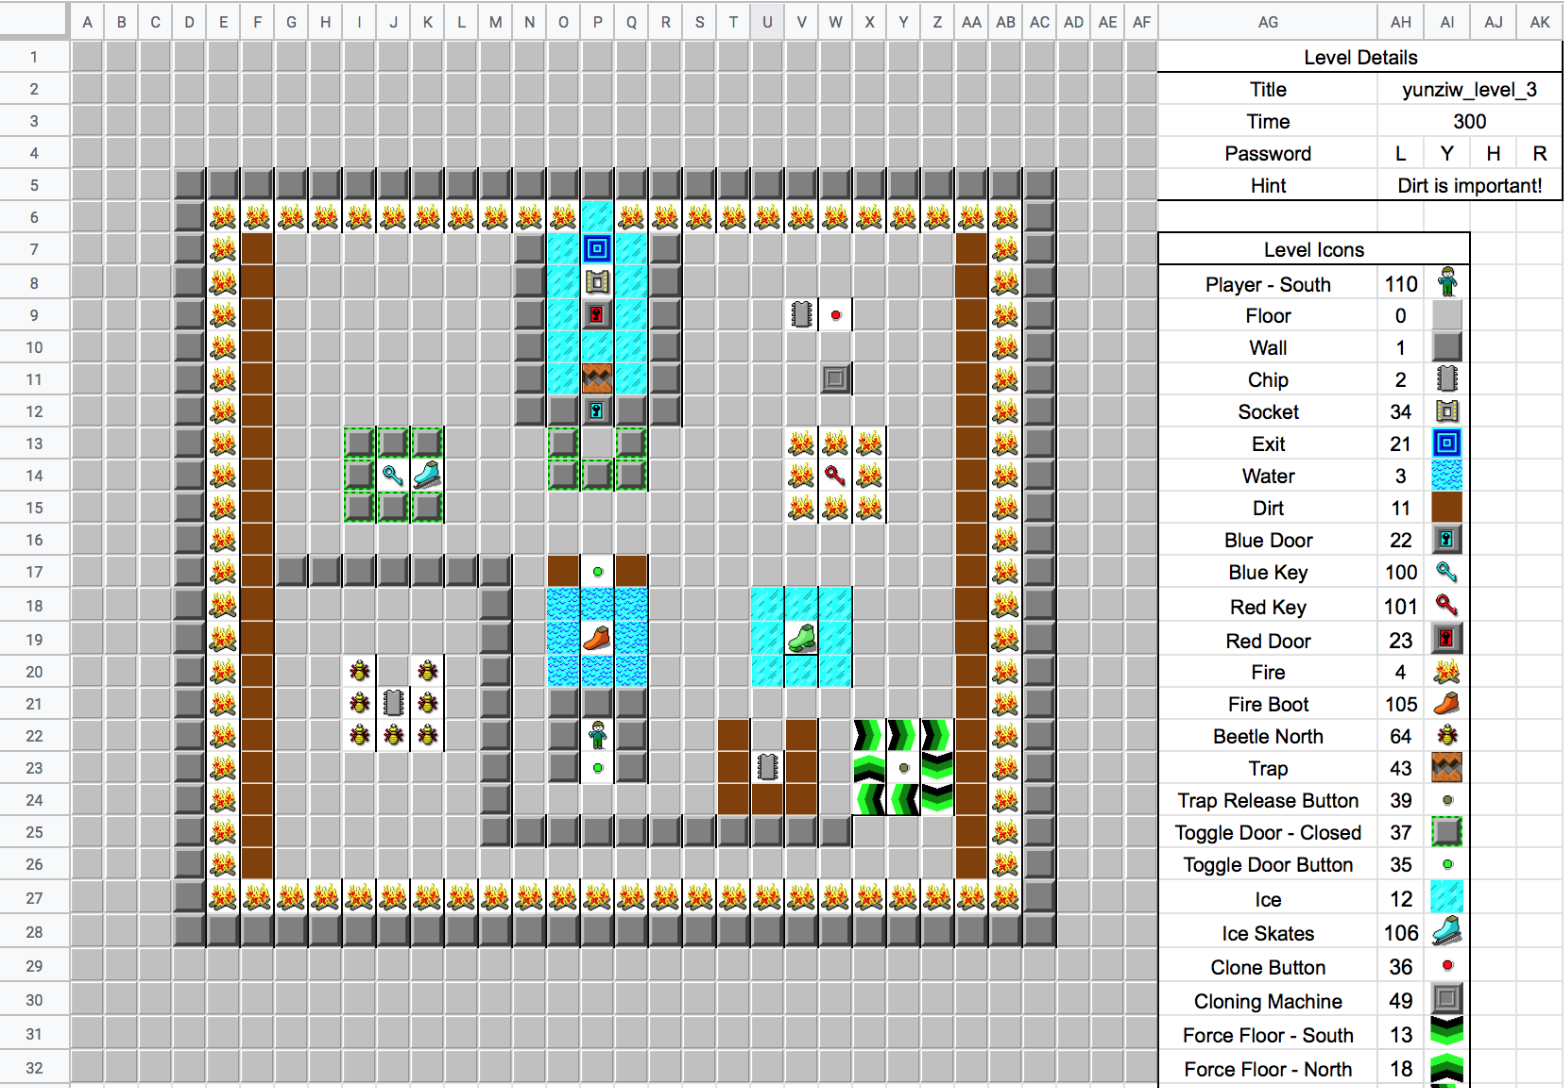 A B C D E F G H I J K L M N O P Q R S T U V W X Y Z AA AB AC AD AE AF AG AH AI AJ AK
1 Level Details
2 Title yunziw_level_3
3 Time 300
4 Password L Y H R
5 Hint Dirt is important!
6
7 Level Icons
8 Player - South 110
9 Floor 0
10 Wall 1
11 Chip 2
12 Socket 34
13 Exit 21
14 Water 3
15 Dirt 11
16 Blue Door 22
17 Blue Key 100
18 Red Key 101
19 Red Door 23
20 Fire 4
21 Fire Boot 105
22 Beetle North 64
23 Trap 43
24 Trap Release Button 39
25 Toggle Door - Closed 37
26 Toggle Door Button 35
27 Ice 12
28 Ice Skates 106
29 Clone Button 36
30 Cloning Machine 49
31 Force Floor - South 13
32 Force Floor - North 18